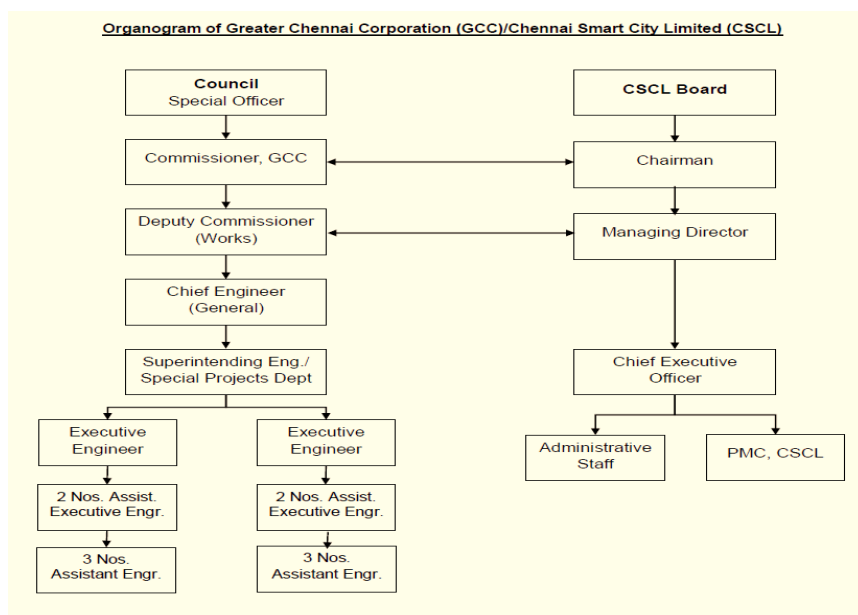 Organogram of Greater Chennai Corporation (GCC)/Chennai Smart City Limited (CSCL)
Council
Special Officer
Commissioner, GCC
Deputy Commissioner
(Works)
Chief Engineer
(General)
Superintending Eng./
Special Projects Dept
Executive
Engineer
2 Nos. Assist.
Executive Engr.
3 Nos.
Assistant Engr.
Executive
Engineer
2 Nos. Assist.
Executive Engr.
3 Nos.
Assistant Engr.
CSCL Board
Chairman
Managing Director
Chief Executive
Officer
Administrative
Staff
PMC, CSCL